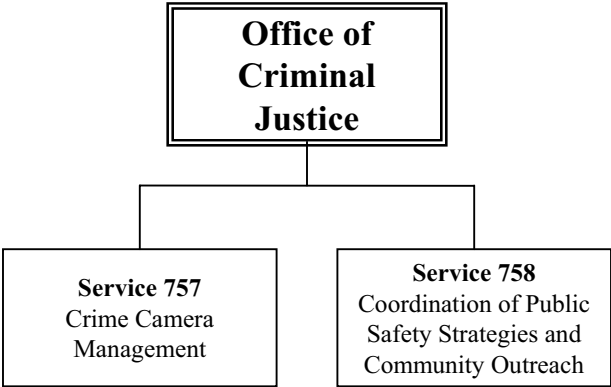 Office of
Criminal
Justice
Service 757
Crime Camera
Management
Service 758
Coordination of Public
Safety Strategies and
Community Outreach